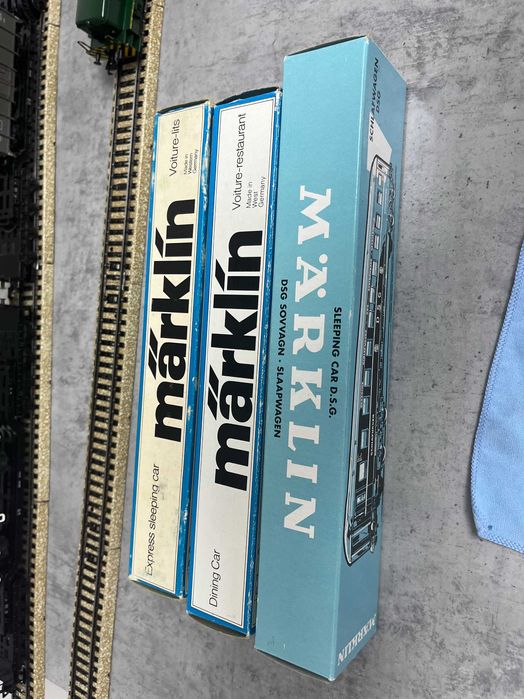 Express sleeping car
märklin
Voiture-lits
Made in
Western
Germany
Dining Car
märklin
Voiture-restaurant
Made in
West
Germany
MÄRKLIN
SLEEPING CAR D.S.G.
DSG SOVVAGN · SLAAPWAGEN
SCHLAFWAGEN
DSG
MÄRKLIN